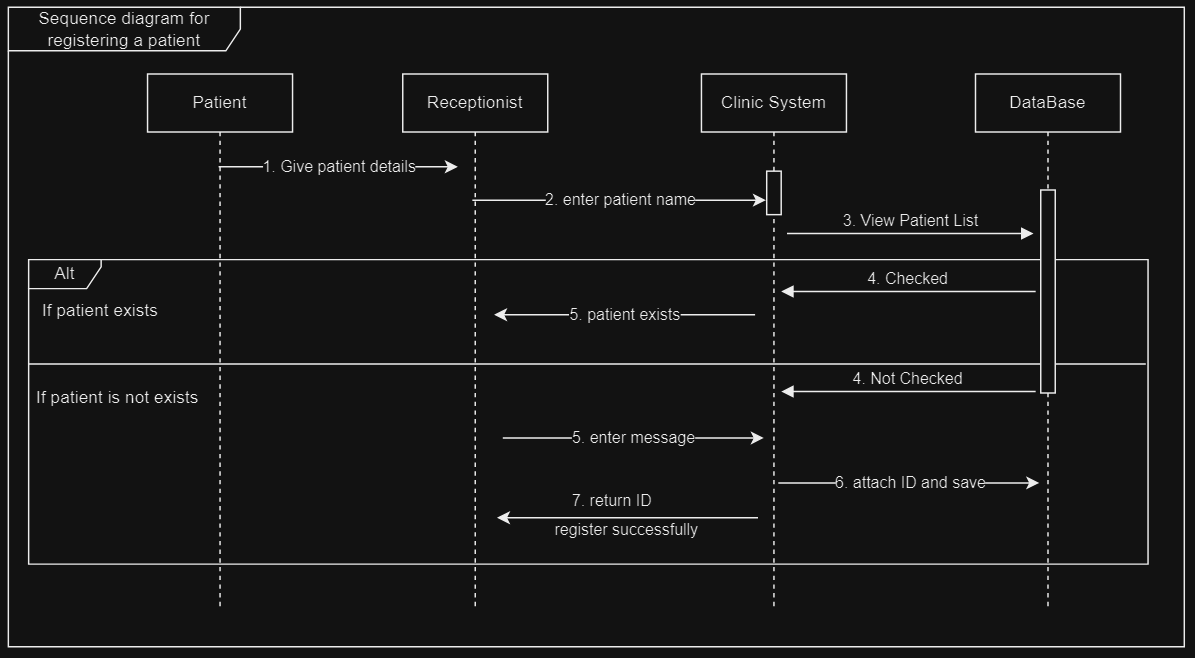 Sequence diagram for
registering a patient
Patient
Receptionist
Clinic System
DataBase
1. Give patient details
2. enter patient name
3. View Patient List
Alt
4. Checked
If patient exists
5. patient exists
4. Not Checked
If patient is not exists
5. enter message
6. attach ID and save
7. return ID
register successfully